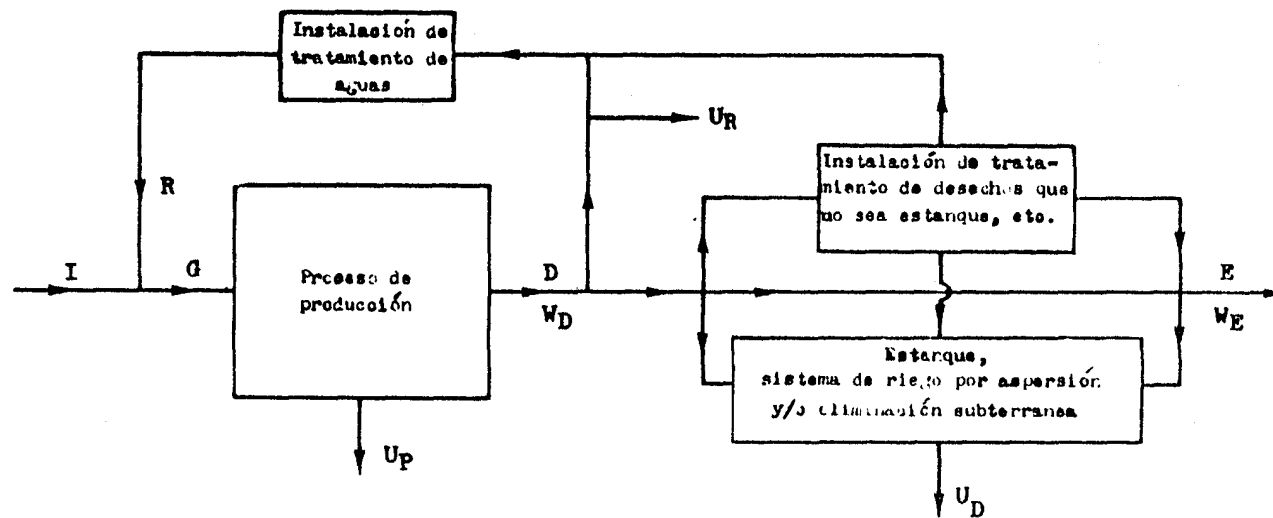 Instalación de
tratamiento de
aguas
U_R
Instalación de trata-
miento de desechos que
no sea estanque, etc.
R
I
G
Proceso de
producción
D
W_D
E
W_E
Estanque,
sistema de riego por aspersión
y/o eliminación subterranea
U_P
U_D